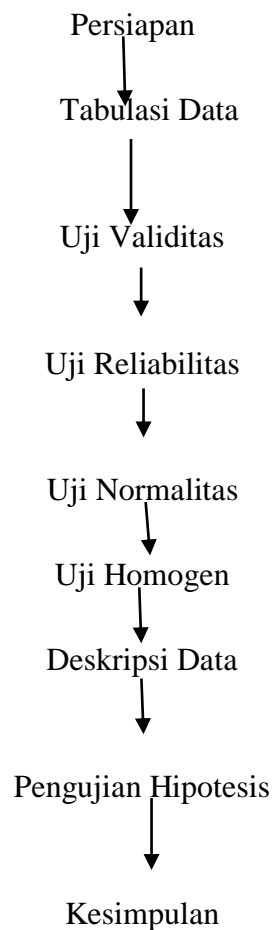 Persiapan
Tabulasi Data
Uji Validitas
Uji Reliabilitas
Uji Normalitas
Uji Homogen
Deskripsi Data
Pengujian Hipotesis
Kesimpulan